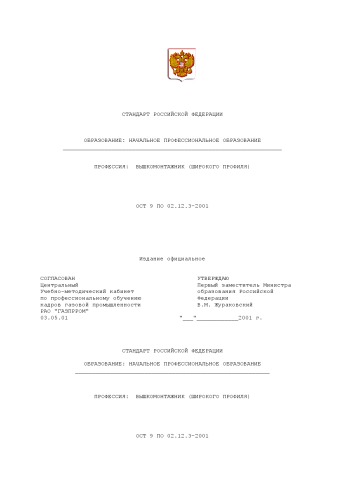 СТАНДАРТ РОССИЙСКОЙ ФЕДЕРАЦИИ
ОБРАЗОВАНИЕ: НАЧАЛЬНОЕ ПРОФЕССИОНАЛЬНОЕ ОБРАЗОВАНИЕ
ПРОФЕССИЯ: ВЫШКОМОНТАЖНИК (ШИРОКОГО ПРОФИЛЯ)
ОСТ 9 ПО 02.12.3-2001
Издание официальное
СОГЛАСОВАН УТВЕРЖДАЮ
Центральный Первый заместитель Министра
Учебно-методический кабинет образования Российской
по профессиональному обучению Федерации
кадров газовой промышленности В.М. Жураковский
РАО "ГАЗПРОМ"
03.05.01 "___"____________2001 г.
СТАНДАРТ РОССИЙСКОЙ ФЕДЕРАЦИИ
ОБРАЗОВАНИЕ: НАЧАЛЬНОЕ ПРОФЕССИОНАЛЬНОЕ ОБРАЗОВАНИЕ
ПРОФЕССИЯ: ВЫШКОМОНТАЖНИК (ШИРОКОГО ПРОФИЛЯ)
ОСТ 9 ПО 02.12.3-2001